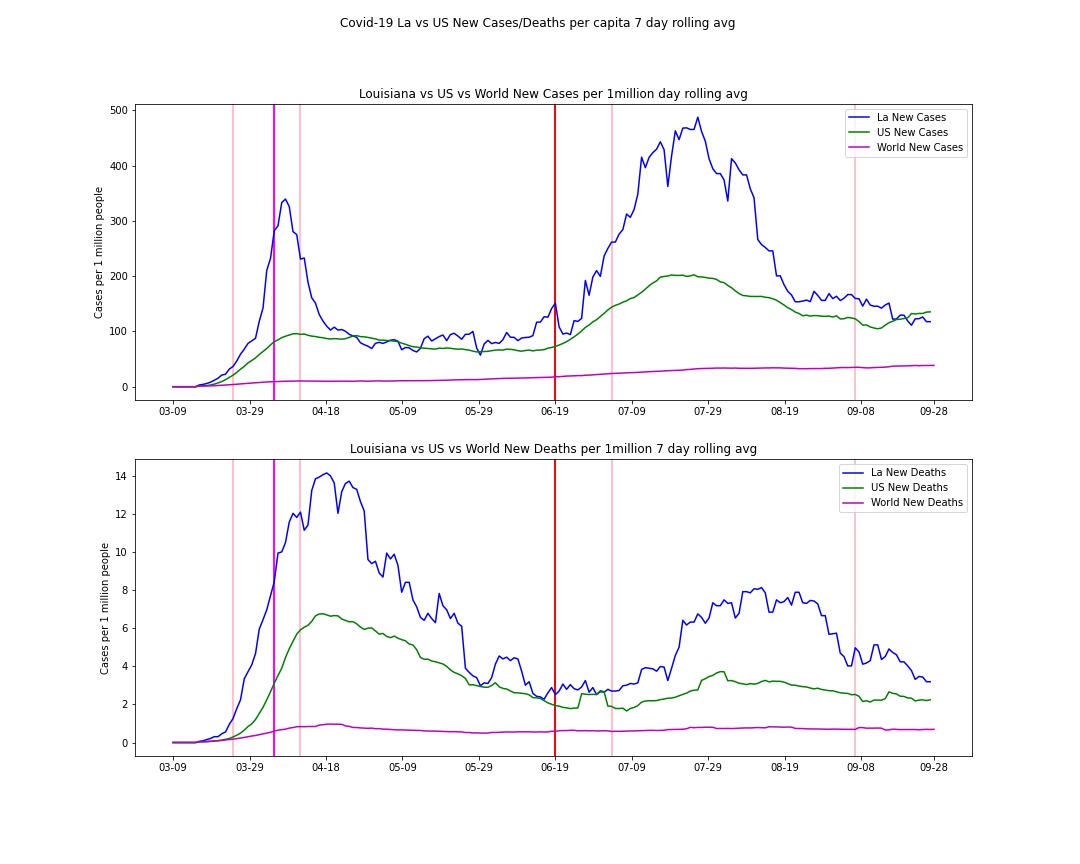 Covid-19 La vs US New Cases/Deaths per capita 7 day rolling avg
Louisiana vs US vs World New Cases per 1million day rolling avg
Cases per 1 million people
500
400
300
200
100
0
La New Cases
US New Cases
World New Cases
03-09 03-29 04-18 05-09 05-29 06-19 07-09 07-29 08-19 09-08 09-28
Louisiana vs US vs World New Deaths per 1million 7 day rolling avg
Cases per 1 million people
14
12
10
8
6
4
2
0
La New Deaths
US New Deaths
World New Deaths
03-09 03-29 04-18 05-09 05-29 06-19 07-09 07-29 08-19 09-08 09-28